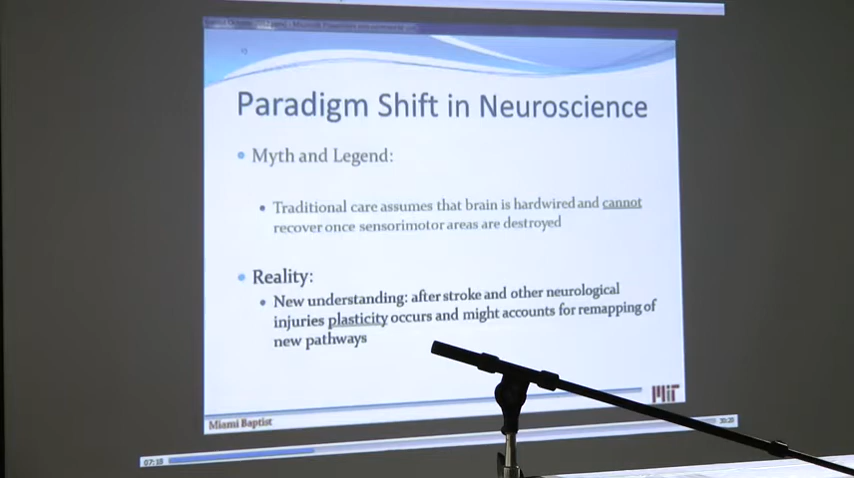 Paradigm Shift in Neuroscience
Myth and Legend:
Traditional care assumes that brain is hardwired and cannot
recover once sensorimotor areas are destroyed
Reality:
New understanding: after stroke and other neurological
injuries plasticity occurs and might accounts for remapping of
new pathways
MIT
Miami Baptist
07:18